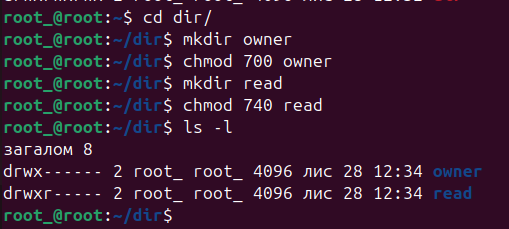 root_@root:~$ cd dir/
root_@root:~/dir$ mkdir owner
root_@root:~/dir$ chmod 700 owner
root_@root:~/dir$ mkdir read
root_@root:~/dir$ chmod 740 read
root_@root:~/dir$ ls -l
загалом 8
drwx------ 2 root_ root_ 4096 лис 28 12:34 owner
drwxr----- 2 root_ root_ 4096 лис 28 12:34 read
root_@root:~/dir$